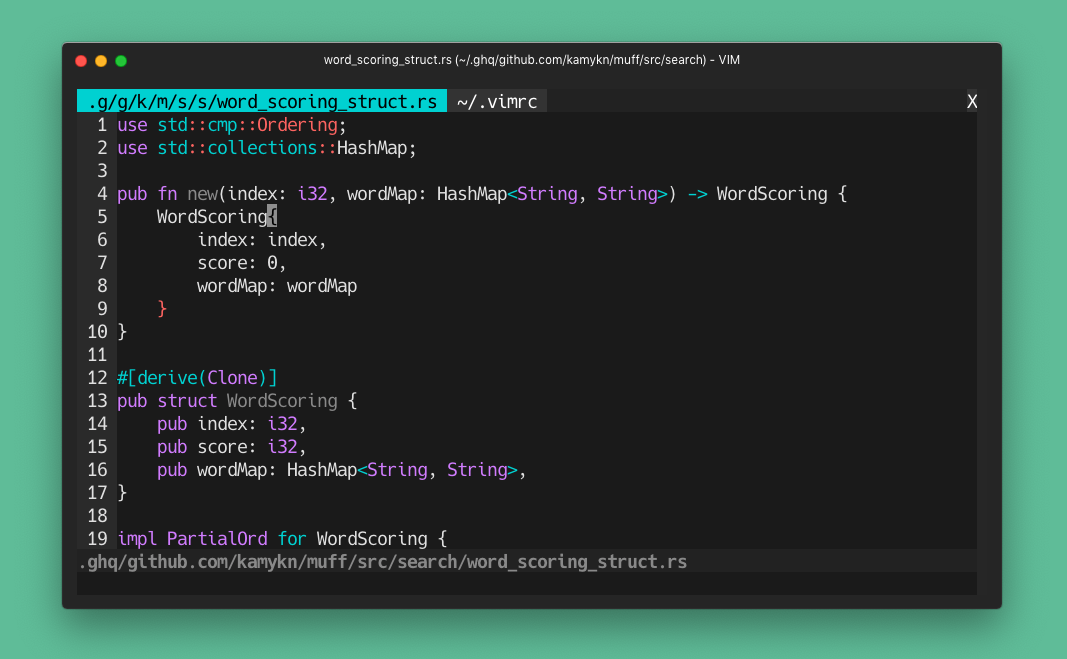 word_scoring_struct.rs (~/.ghq/github.com/kamykn/muff/src/search) - VIM
.g/g/k/m/s/s/word_scoring_struct.rs ~/.vimrc X
1 use std::cmp::Ordering;
2 use std::collections::HashMap;
3
4 pub fn new(index: i32, wordMap: HashMap<String, String>) -> WordScoring {
5     WordScoring{
6         index: index,
7         score: 0,
8         wordMap: wordMap
9     }
10 }
11
12 #[derive(Clone)]
13 pub struct WordScoring {
14     pub index: i32,
15     pub score: i32,
16     pub wordMap: HashMap<String, String>,
17 }
18
19 impl PartialOrd for WordScoring {
.ghq/github.com/kamykn/muff/src/search/word_scoring_struct.rs